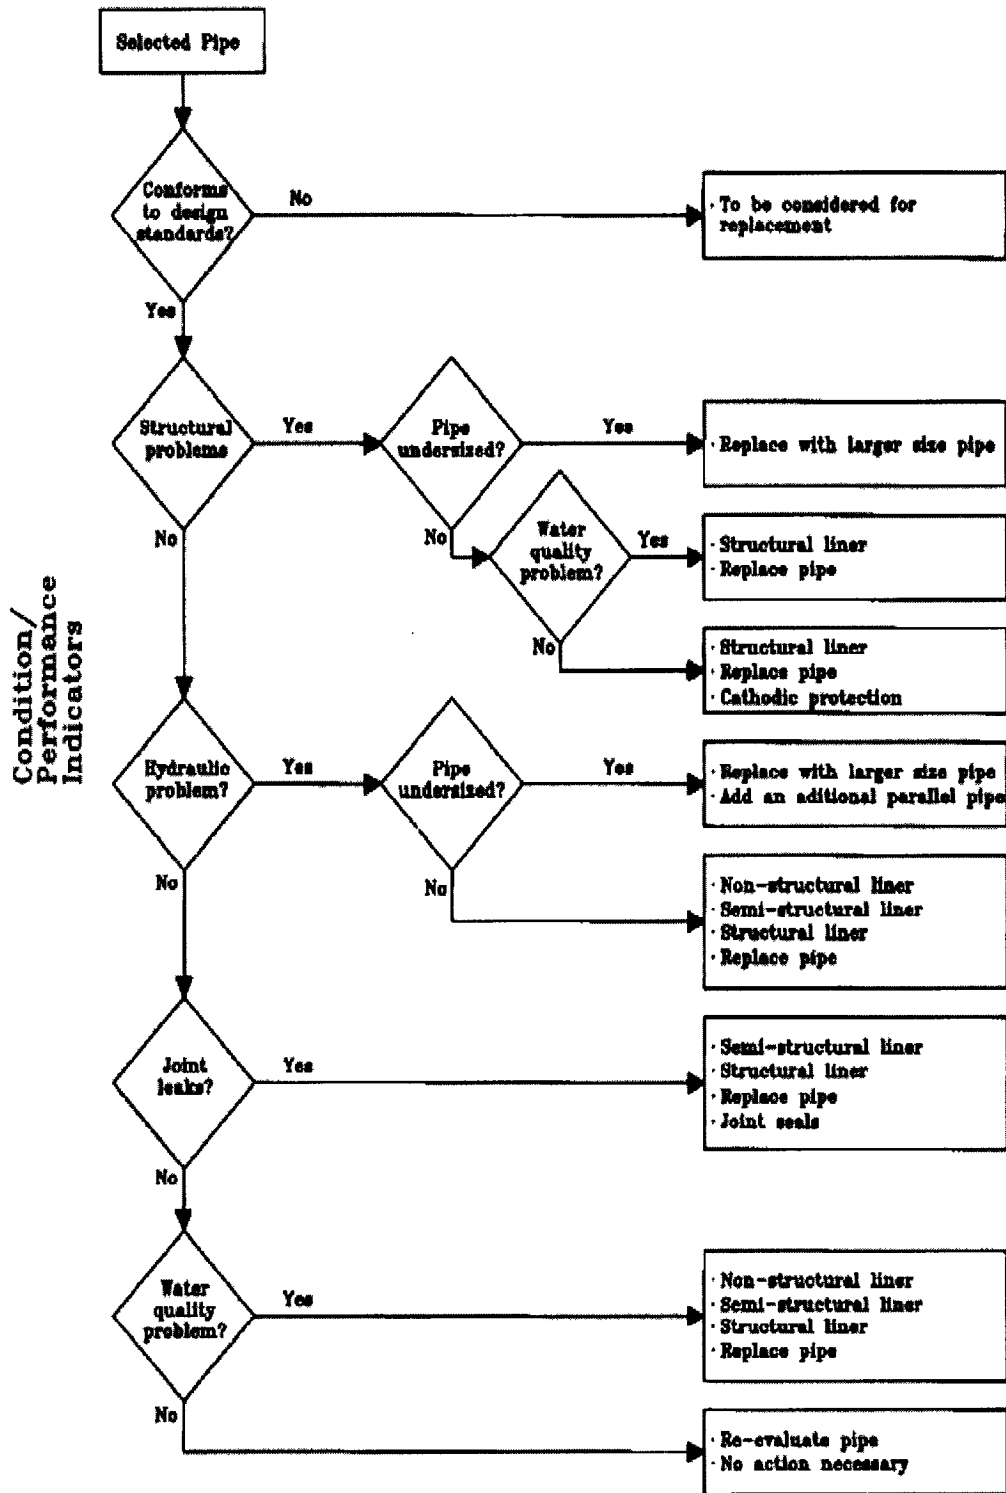 Selected Pipe
Conforms
to design
standards?
No
· To be considered for
replacement
Yes
Structural
problems
Yes
Pipe
undersized?
Yes
· Replace with larger size pipe
No
No
Water
quality
problem?
Yes
· Structural liner
· Replace pipe
No
· Structural liner
· Replace pipe
· Cathodic protection
Condition/
Performance
Indicators
Hydraulic
problem?
Yes
Pipe
undersized?
Yes
· Replace with larger size pipe
· Add an aditional parallel pipe
No
No
· Non-structural liner
· Semi-structural liner
· Structural liner
· Replace pipe
Joint
leaks?
Yes
· Semi-structural liner
· Structural liner
· Replace pipe
· Joint seals
No
Water
quality
problem?
Yes
· Non-structural liner
· Semi-structural liner
· Structural liner
· Replace pipe
No
· Re-evaluate pipe
· No action necessary